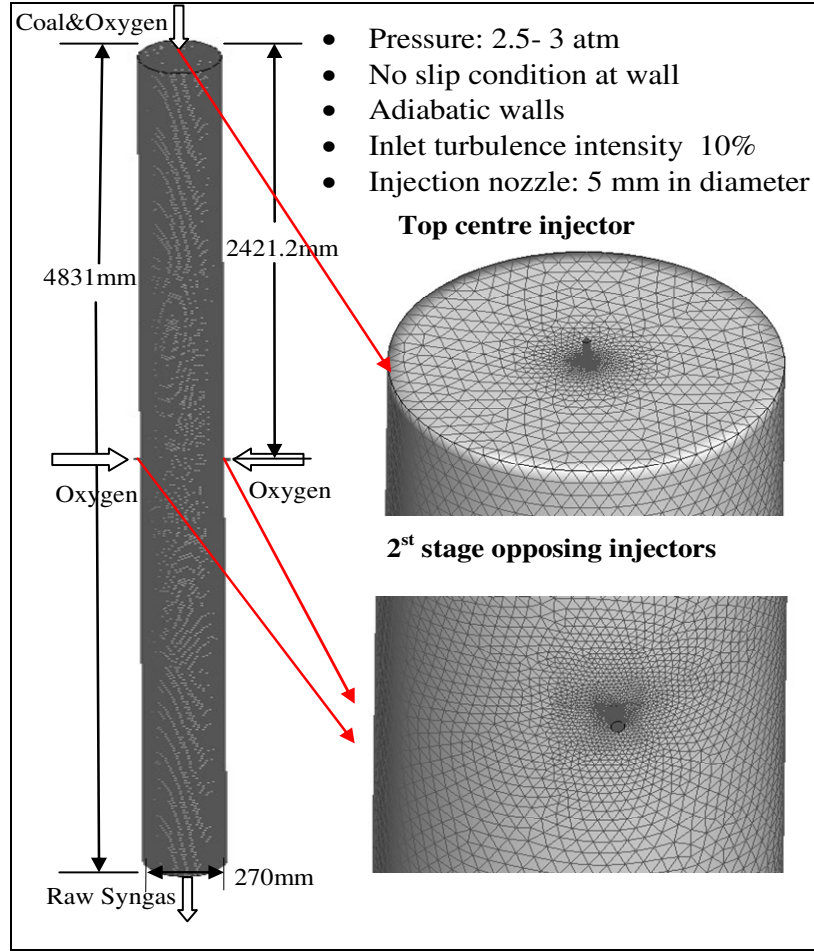 Coal&Oxygen
• Pressure: 2.5- 3 atm
• No slip condition at wall
• Adiabatic walls
• Inlet turbulence intensity 10%
• Injection nozzle: 5 mm in diameter
Top centre injector
2421.2mm
4831mm
Oxygen
Oxygen
2st stage opposing injectors
270mm
Raw Syngas